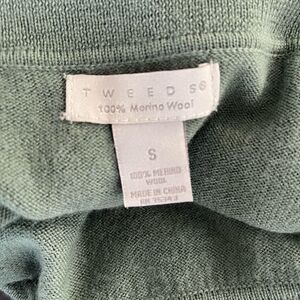 TWEEDS®
100% Merino Wool
S
100% MERINO
WOOL
MADE IN CHINA